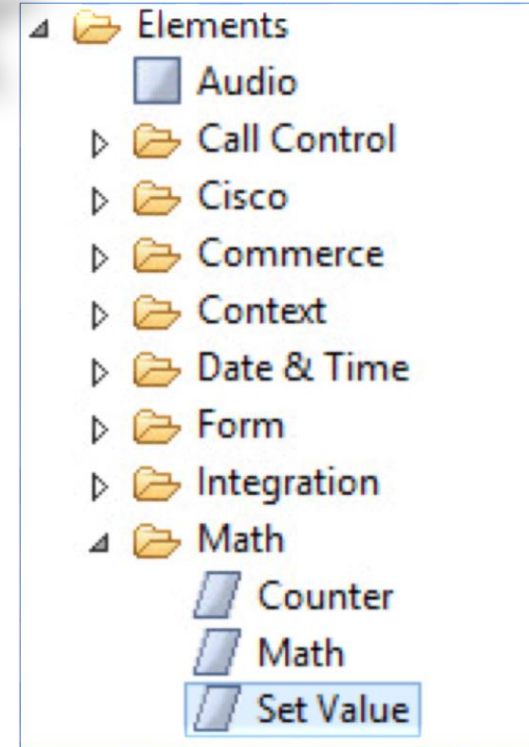 Elements
Audio
Call Control
Cisco
Commerce
Context
Date & Time
Form
Integration
Math
Counter
Math
Set Value